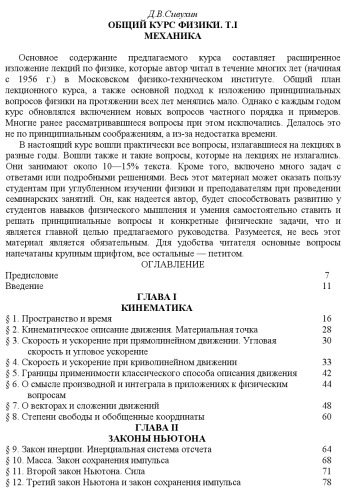 Д.В.Сивухин
ОБЩИЙ КУРС ФИЗИКИ. Т.I
МЕХАНИКА
Основное содержание предлагаемого курса составляет расширенное
изложение лекций по физике, которые автор читал в течение многих лет (начиная
с 1956 г.) в Московском физико-техническом институте. Общий план
лекционного курса, а также основной подход к изложению принципиальных
вопросов физики на протяжении всех лет менялись мало. Однако с каждым годом
курс обновлялся включением новых вопросов частного порядка и примеров.
Многие ранее рассматривавшиеся вопросы при этом исключались. Делалось это
не по принципиальным соображениям, а из-за недостатка времени.
В настоящий курс вошли практически все вопросы, излагавшиеся на лекциях в
разные годы. Вошли также и такие вопросы, которые на лекциях не излагались.
Они занимают около 10—15% текста. Кроме того, включено много задач с
ответами или подробными решениями. Весь этот материал может оказать пользу
студентам при углубленном изучении физики и преподавателям при проведении
семинарских занятий. Он, как надеется автор, будет способствовать развитию у
студентов навыков физического мышления и умения самостоятельно ставить и
решать принципиальные вопросы и конкретные физические задачи, что и
является главной целью предлагаемого руководства. Разумеется, не весь этот
материал является обязательным. Для удобства читателя основные вопросы
напечатаны крупным шрифтом, все остальные — петитом.
ОГЛАВЛЕНИЕ
Предисловие 7
Введение 11
ГЛАВА I
КИНЕМАТИКА
§ 1. Пространство и время 16
§ 2. Кинематическое описание движения. Материальная точка 28
§ 3. Скорость и ускорение при прямолинейном движении. Угловая 30
скорость и угловое ускорение
§ 4. Скорость и ускорение при криволинейном движении 33
§ 5. Границы применимости классического способа описания движения 42
§ 6. О смысле производной и интеграла в приложениях к физическим 44
вопросам
§ 7. О векторах и сложении движений 48
§ 8. Степени свободы и обобщенные координаты 60
ГЛАВА II
ЗАКОНЫ НЬЮТОНА
§ 9. Закон инерции. Инерциальная система отсчета 64
§ 10. Масса. Закон сохранения импульса 68
§ 11. Второй закон Ньютона. Сила 71
§ 12. Третий закон Ньютона и закон сохранения импульса 78